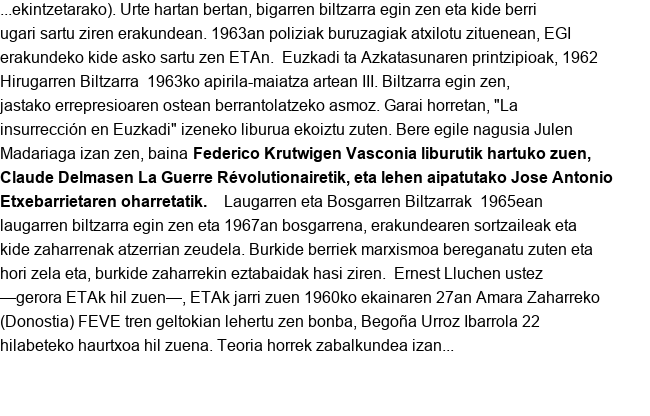 ...ekintzetarako). Urte hartan bertan, bigarren biltzarra egin zen eta kide berri
ugari sartu ziren erakundean. 1963an poliziak buruzagiak atxilotu zituenean, EGI
erakundeko kide asko sartu zen ETAn.  Euzkadi ta Azkatasunaren printzipioak, 1962
Hirugarren Biltzarra  1963ko apirila-maiatza artean III. Biltzarra egin zen,
jastako errepresioaren ostean berrantolatzeko asmoz. Garai horretan, "La
insurrección en Euzkadi" izeneko liburua ekoiztu zuten. Bere egile nagusia Julen
Madariaga izan zen, baina Federico Krutwigen Vasconia liburutik hartuko zuen,
Claude Delmasen La Guerre Révolutionairetik, eta lehen aipatutako Jose Antonio
Etxebarrietaren oharretatik.    Laugarren eta Bosgarren Biltzarrak  1965ean
laugarren biltzarra egin zen eta 1967an bosgarrena, erakundearen sortzaileak eta
kide zaharrenak atzerrian zeudela. Burkide berriek marxismoa bereganatu zuten eta
hori zela eta, burkide zaharrekin eztabaidak hasi ziren.  Ernest Lluchen ustez
—gerora ETAk hil zuen—, ETAk jarri zuen 1960ko ekainaren 27an Amara Zaharreko
(Donostia) FEVE tren geltokian lehertu zen bonba, Begoña Urroz Ibarrola 22
hilabeteko haurtxoa hil zuena. Teoria horrek zabalkundea izan...